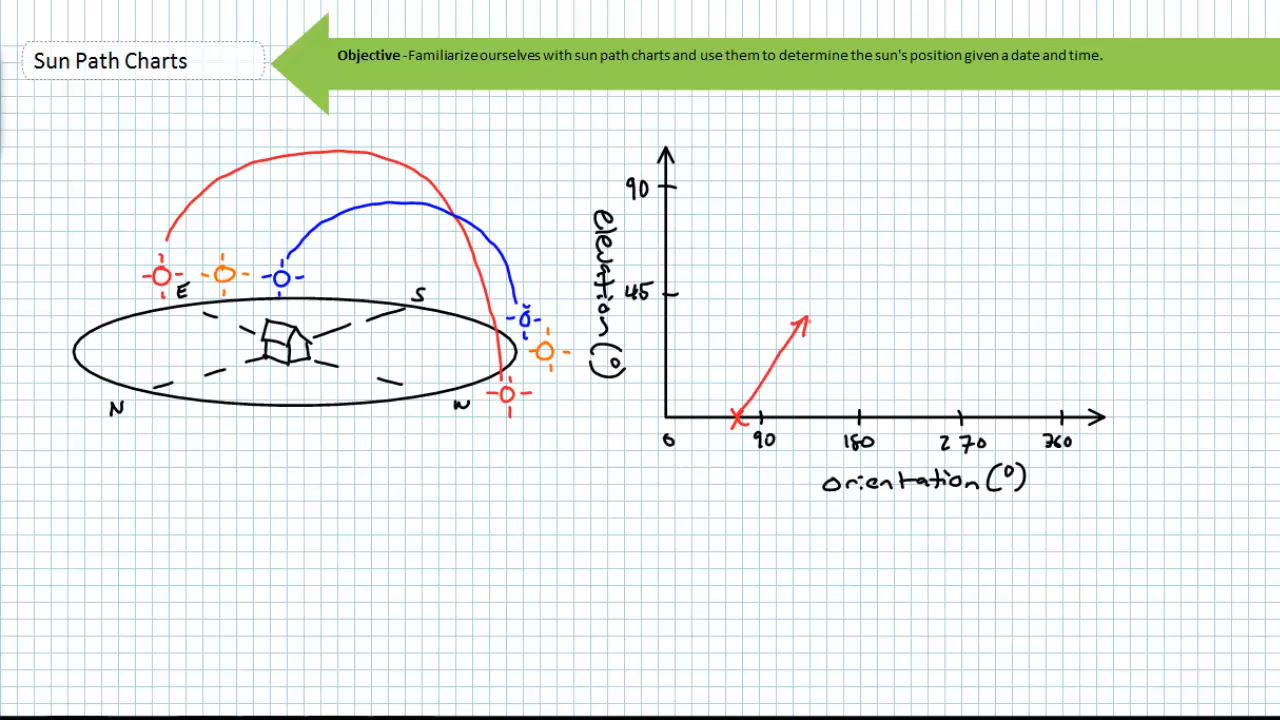 Sun Path Charts
Objective -Familiarize ourselves with sun path charts and use them to determine the sun's position given a date and time.
E
S
N
W
elevation (°)
90
45
0
90
180
270
360
orientation (°)